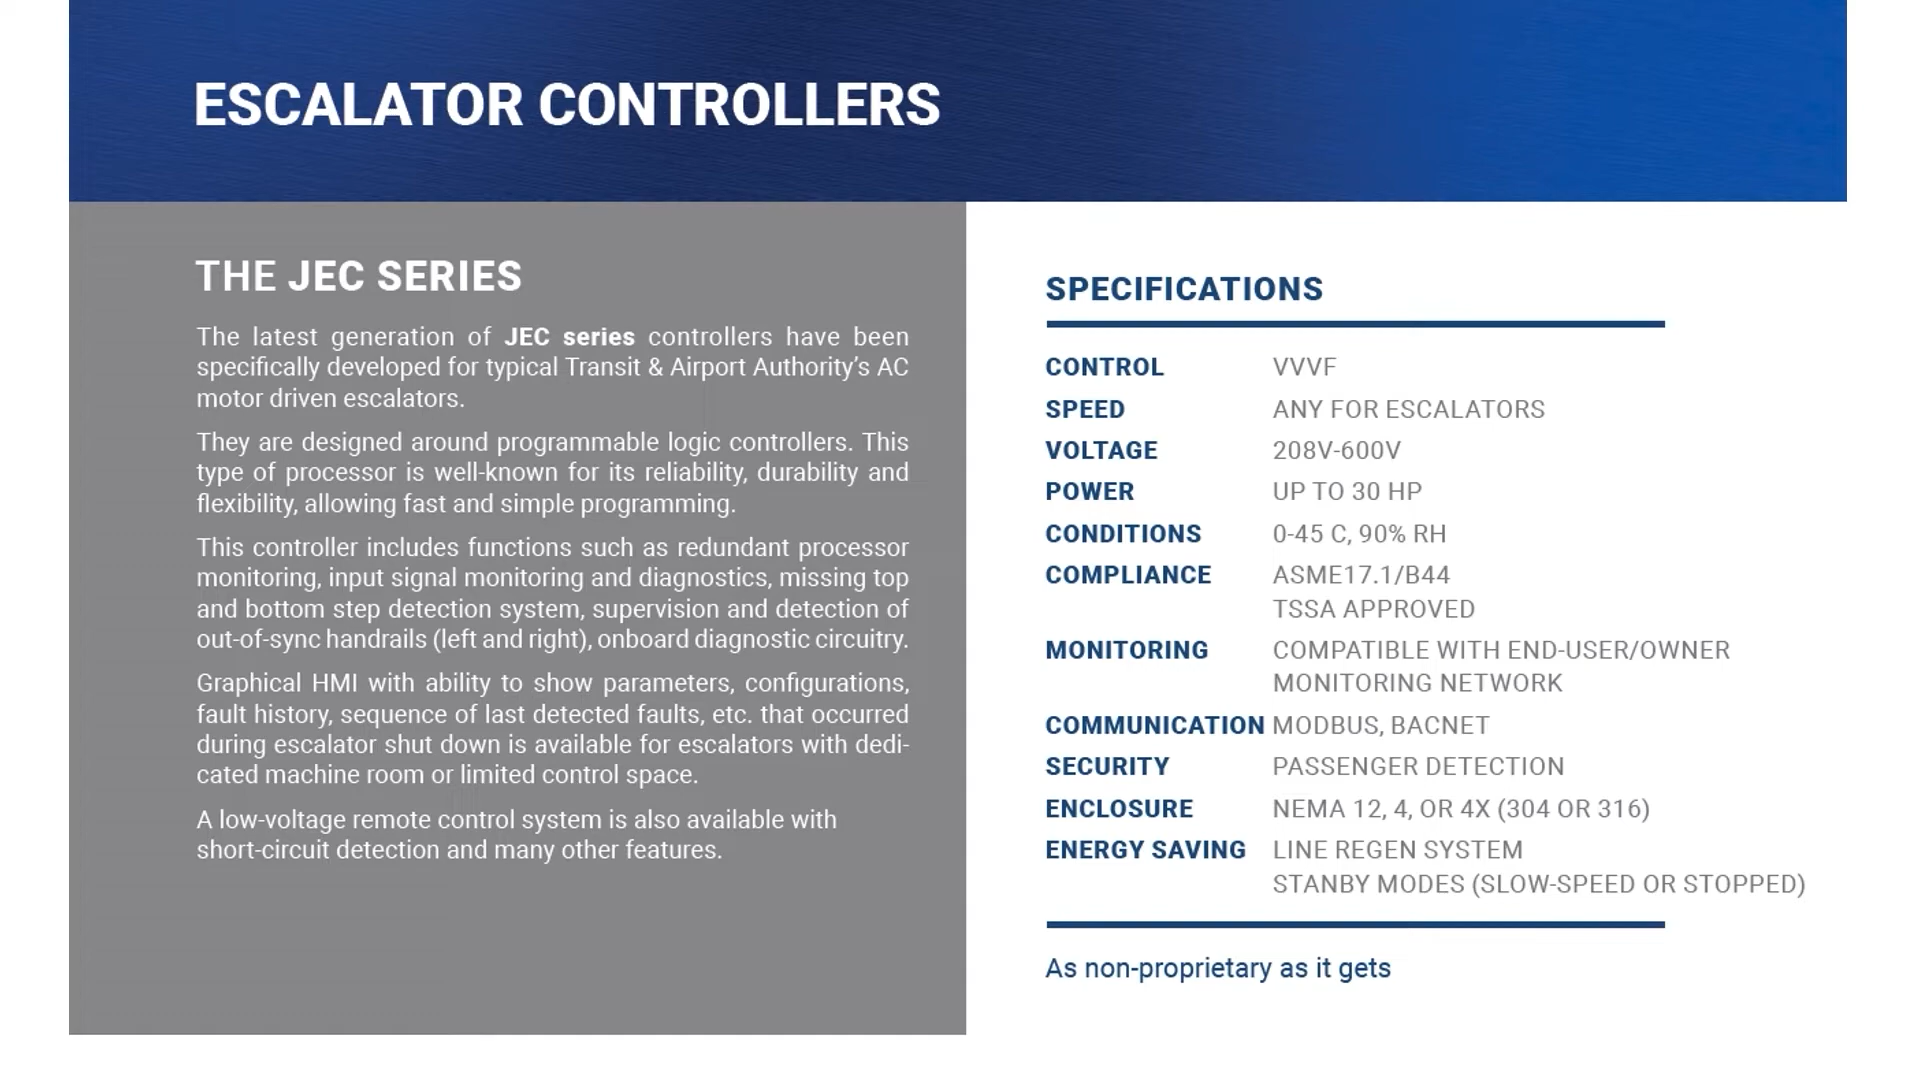 ESCALATOR CONTROLLERS
THE JEC SERIES
The latest generation of JEC series controllers have been
specifically developed for typical Transit & Airport Authority’s AC
motor driven escalators.
They are designed around programmable logic controllers. This
type of processor is well-known for its reliability, durability and
flexibility, allowing fast and simple programming.
This controller includes functions such as redundant processor
monitoring, input signal monitoring and diagnostics, missing top
and bottom step detection system, supervision and detection of
out-of-sync handrails (left and right), onboard diagnostic circuitry.
Graphical HMI with ability to show parameters, configurations,
fault history, sequence of last detected faults, etc. that occurred
during escalator shut down is available for escalators with dedi-
cated machine room or limited control space.
A low-voltage remote control system is also available with
short-circuit detection and many other features.
SPECIFICATIONS
CONTROL VVVF
SPEED ANY FOR ESCALATORS
VOLTAGE 208V-600V
POWER UP TO 30 HP
CONDITIONS 0-45 C, 90% RH
COMPLIANCE ASME17.1/B44
TSSA APPROVED
MONITORING COMPATIBLE WITH END-USER/OWNER
MONITORING NETWORK
COMMUNICATION MODBUS, BACNET
SECURITY PASSENGER DETECTION
ENCLOSURE NEMA 12, 4, OR 4X (304 OR 316)
ENERGY SAVING LINE REGEN SYSTEM
STANBY MODES (SLOW-SPEED OR STOPPED)
As non-proprietary as it gets